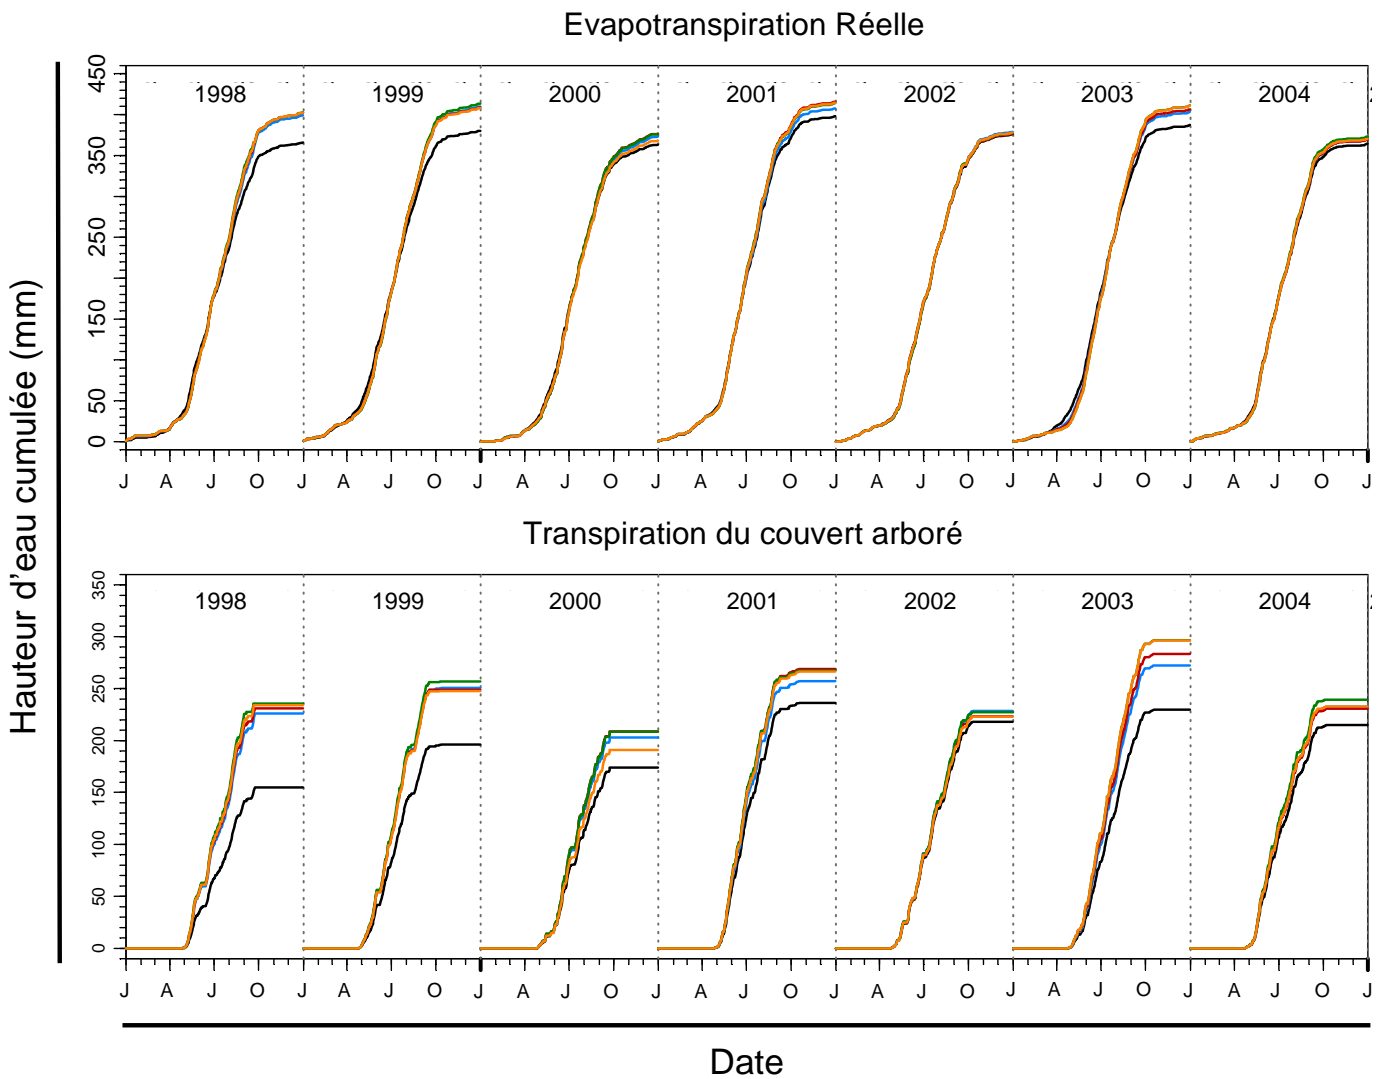 Evapotranspiration Réelle
Hauteur d'eau cumulée (mm)
450
350
250
150
50
0
1998 1999 2000 2001 2002 2003 2004
J A J O J A J O J A J O J A J O J A J O J A J O J A J O J
Transpiration du couvert arboré
350
300
250
200
150
100
50
0
1998 1999 2000 2001 2002 2003 2004
J A J O J A J O J A J O J A J O J A J O J A J O J A J O J
Date